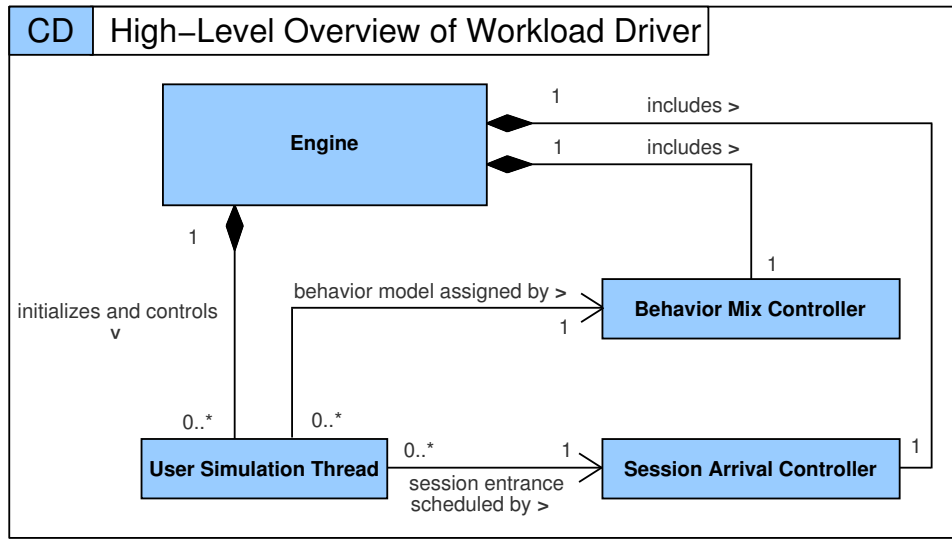 CD High−Level Overview of Workload Driver
1 includes >
Engine
1 includes >
1
1
initializes and controls
v
behavior model assigned by >
Behavior Mix Controller
1
0..* 0..*
0..* 1 1
User Simulation Thread
Session Arrival Controller
session entrance
scheduled by >